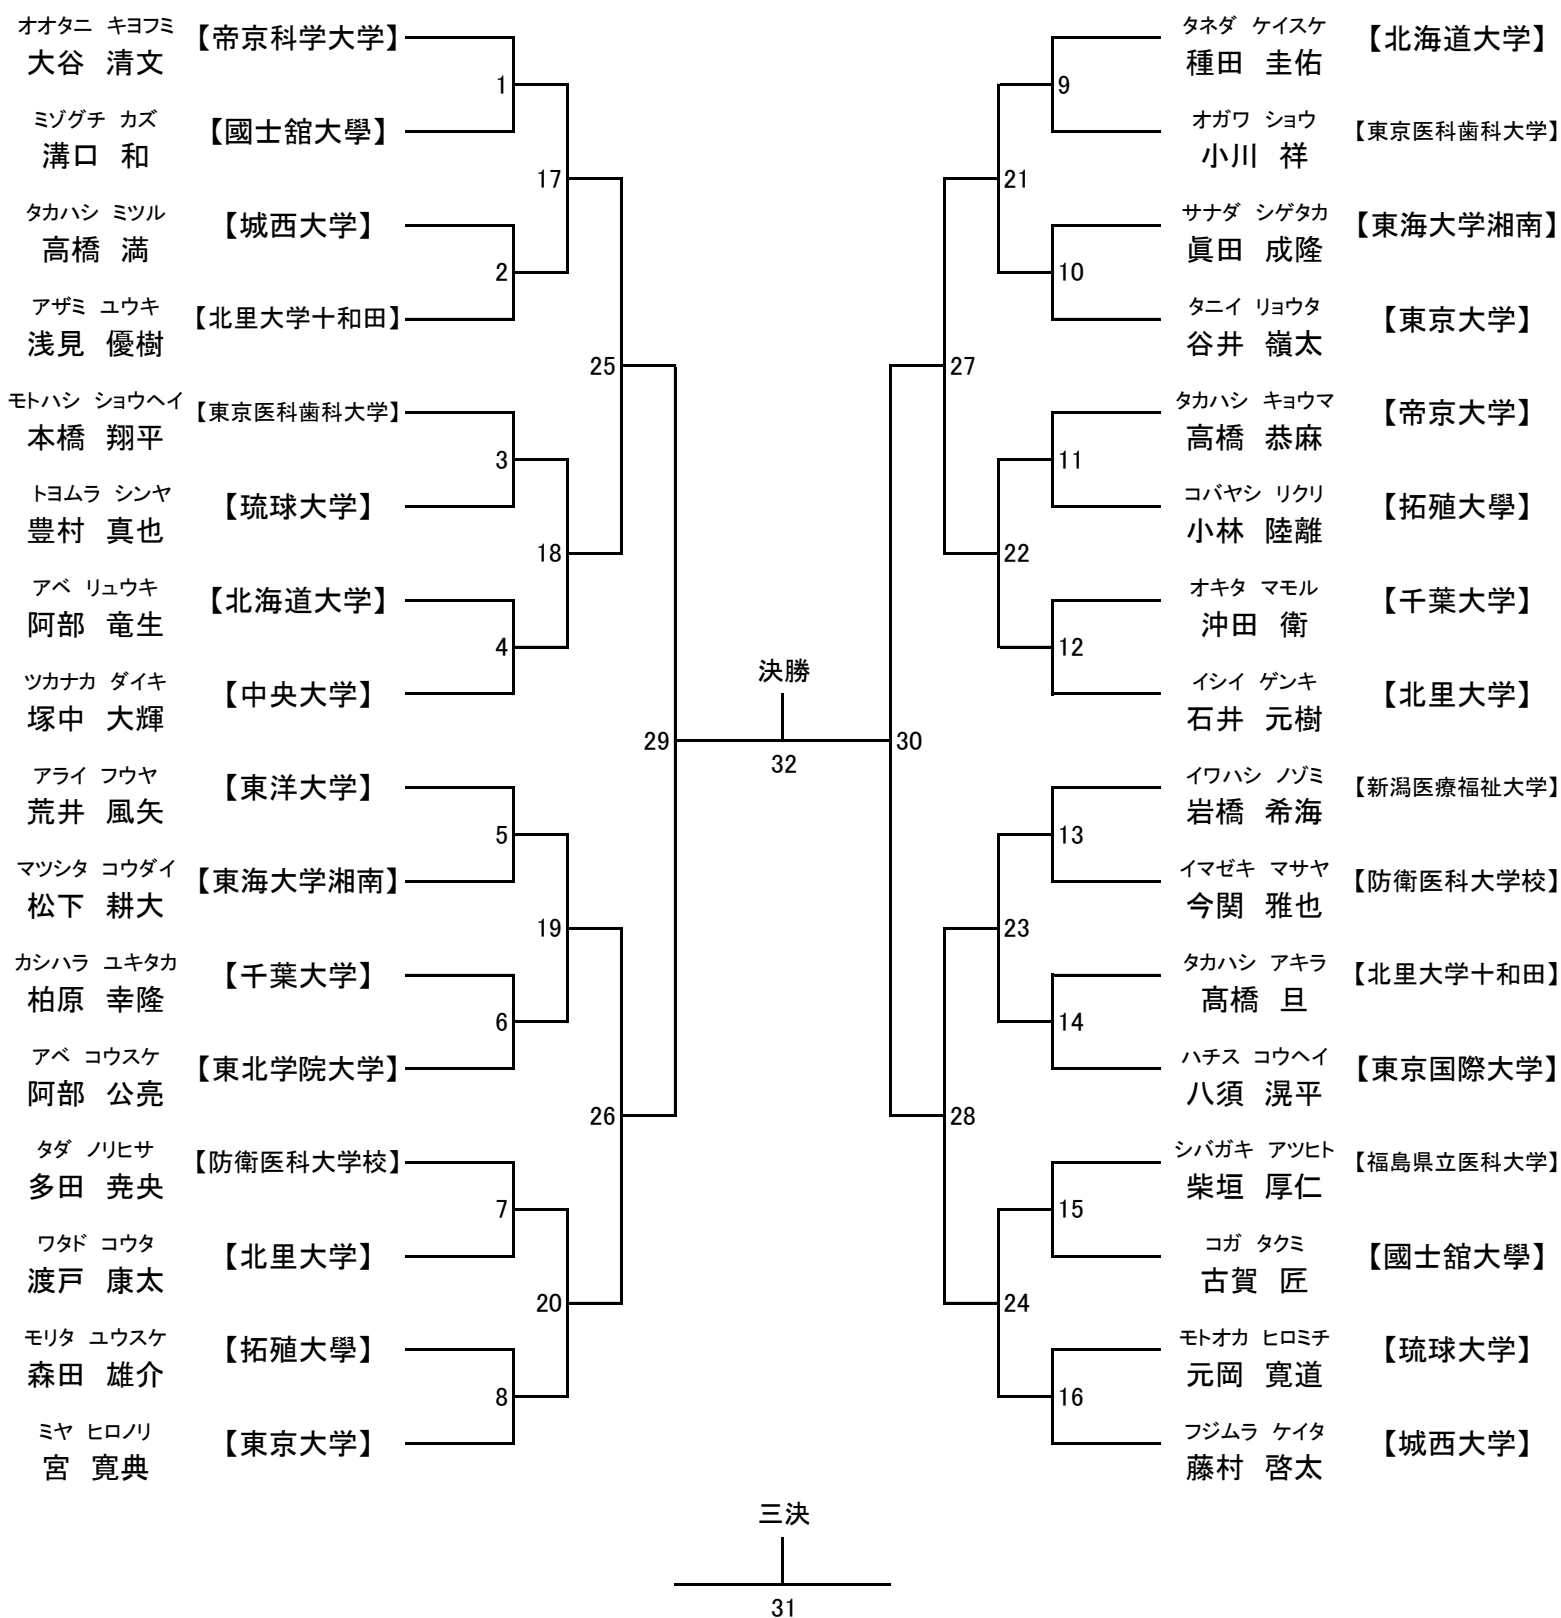 オオタニ キヨフミ
大谷 清文 【帝京科学大学】
1
ミゾグチ カズ
溝口 和 【國士舘大學】
17
タカハシ ミツル
高橋 満 【城西大学】
2
アザミ ユウキ
浅見 優樹 【北里大学十和田】
25
モトハシ ショウヘイ
本橋 翔平 【東京医科歯科大学】
3
トヨムラ シンヤ
豊村 真也 【琉球大学】
18
アベ リュウキ
阿部 竜生 【北海道大学】
4
ツカナカ ダイキ
塚中 大輝 【中央大学】
29
アライ フウヤ
荒井 風矢 【東洋大学】
5
マツシタ コウダイ
松下 耕大 【東海大学湘南】
19
カシハラ ユキタカ
柏原 幸隆 【千葉大学】
6
アベ コウスケ
阿部 公亮 【東北学院大学】
26
タダ ノリヒサ
多田 尭央 【防衛医科大学校】
7
ワタド コウタ
渡戸 康太 【北里大学】
20
モリタ ユウスケ
森田 雄介 【拓殖大學】
8
ミヤ ヒロノリ
宮 寛典 【東京大学】
決勝
32
タネダ ケイスケ
種田 圭佑 【北海道大学】
9
オガワ ショウ
小川 祥 【東京医科歯科大学】
21
サナダ シゲタカ
眞田 成隆 【東海大学湘南】
10
タニイ リョウタ
谷井 嶺太 【東京大学】
27
タカハシ キョウマ
高橋 恭麻 【帝京大学】
11
コバヤシ リクリ
小林 陸離 【拓殖大學】
22
オキタ マモル
沖田 衛 【千葉大学】
12
イシイ ゲンキ
石井 元樹 【北里大学】
30
イワハシ ノゾミ
岩橋 希海 【新潟医療福祉大学】
13
イマゼキ マサヤ
今関 雅也 【防衛医科大学校】
23
タカハシ アキラ
髙橋 旦 【北里大学十和田】
14
ハチス コウヘイ
八須 滉平 【東京国際大学】
28
シバガキ アツヒト
柴垣 厚仁 【福島県立医科大学】
15
コガ タクミ
古賀 匠 【國士舘大學】
24
モトオカ ヒロミチ
元岡 寛道 【琉球大学】
16
フジムラ ケイタ
藤村 啓太 【城西大学】
三決
31